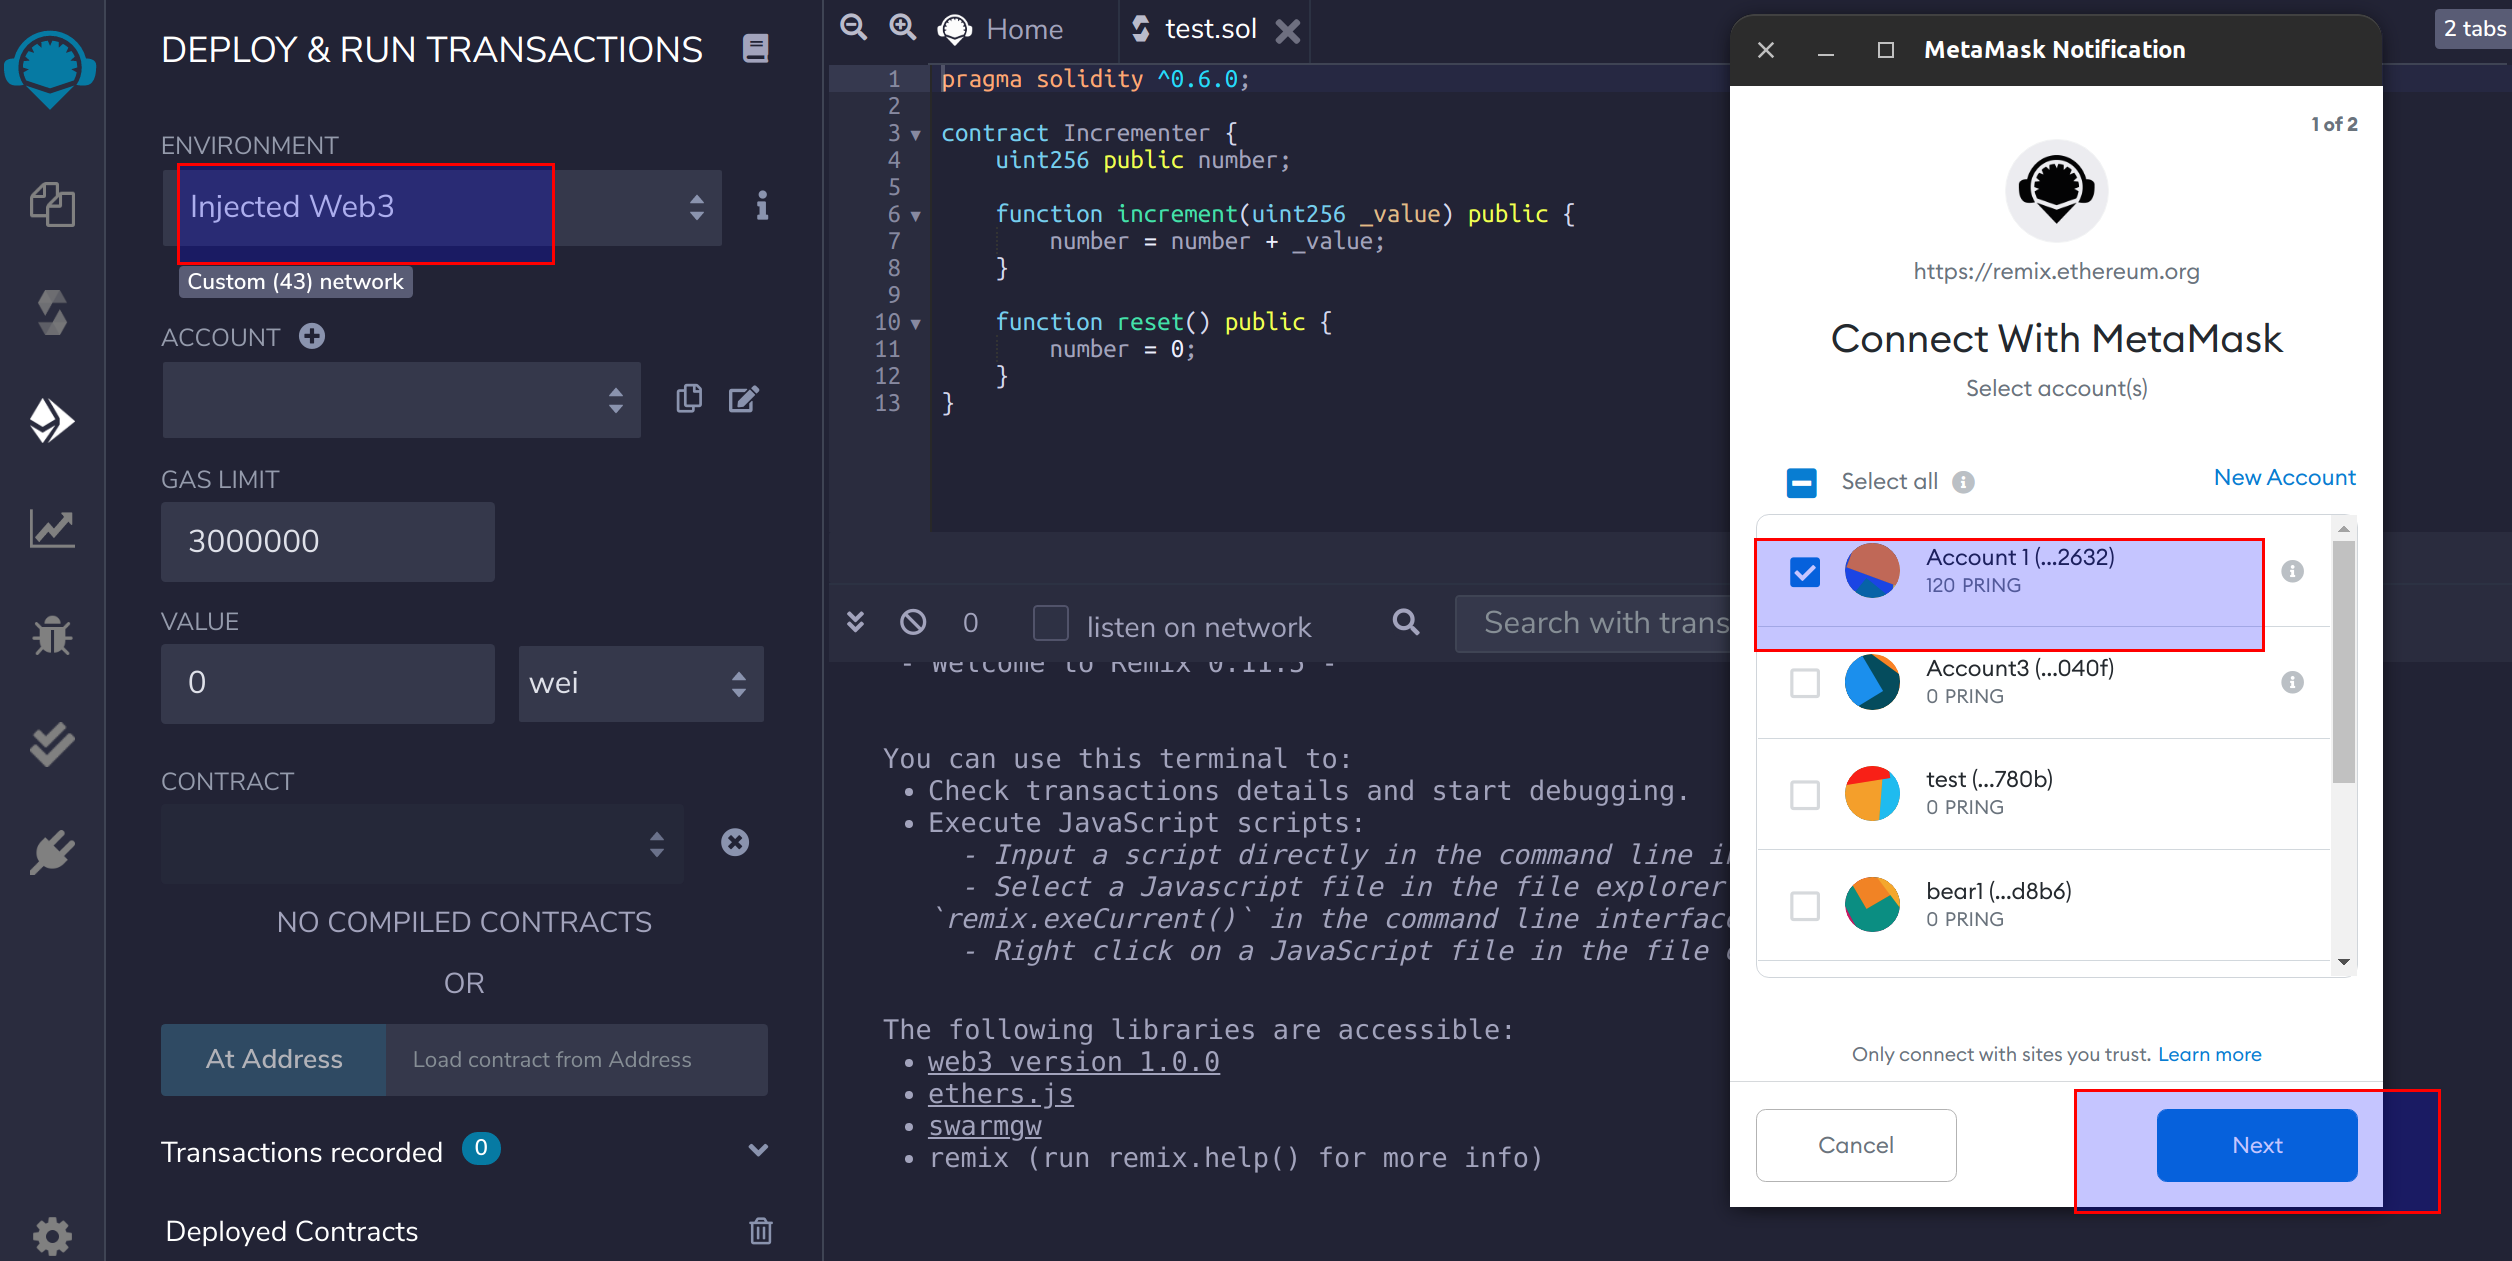 DEPLOY & RUN TRANSACTIONS
ENVIRONMENT
Injected Web3
Custom (43) network
ACCOUNT
GAS LIMIT
3000000
VALUE
0
wei
CONTRACT
NO COMPILED CONTRACTS
OR
At Address
Load contract from Address
Transactions recorded 0
Deployed Contracts
Home
test.sol
2 tabs
1 pragma solidity ^0.6.0;
2
3 contract Incrementer {
4 uint256 public number;
5
6 function increment(uint256 _value) public {
7 number = number + _value;
8 }
9
10 function reset() public {
11 number = 0;
12 }
13 }
0
listen on network
Search with trans
- Welcome to Remix 0.11.5 -
You can use this terminal to:
• Check transactions details and start debugging.
• Execute JavaScript scripts:
- Input a script directly in the command line i
- Select a Javascript file in the file explorer
`remix.exeCurrent()` in the command line interfac
- Right click on a JavaScript file in the file
The following libraries are accessible:
• web3 version 1.0.0
• ethers.js
• swarmgw
• remix (run remix.help() for more info)
MetaMask Notification
1 of 2
https://remix.ethereum.org
Connect With MetaMask
Select account(s)
Select all
New Account
Account 1 (...2632)
120 PRING
Account3 (...040f)
0 PRING
test (...780b)
0 PRING
bear1 (...d8b6)
0 PRING
Only connect with sites you trust. Learn more
Cancel
Next